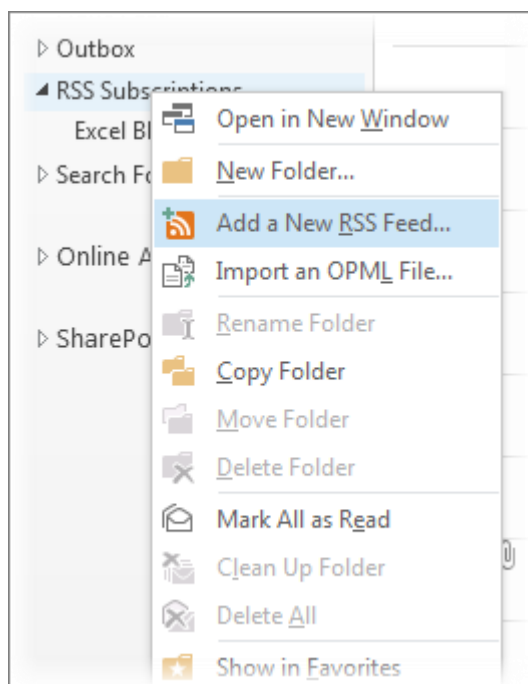 Outbox
RSS Subscriptions
Excel Bl
Search Fo
Online A
SharePo
Open in New Window
New Folder...
Add a New RSS Feed...
Import an OPML File...
Rename Folder
Copy Folder
Move Folder
Delete Folder
Mark All as Read
Clean Up Folder
Delete All
Show in Favorites